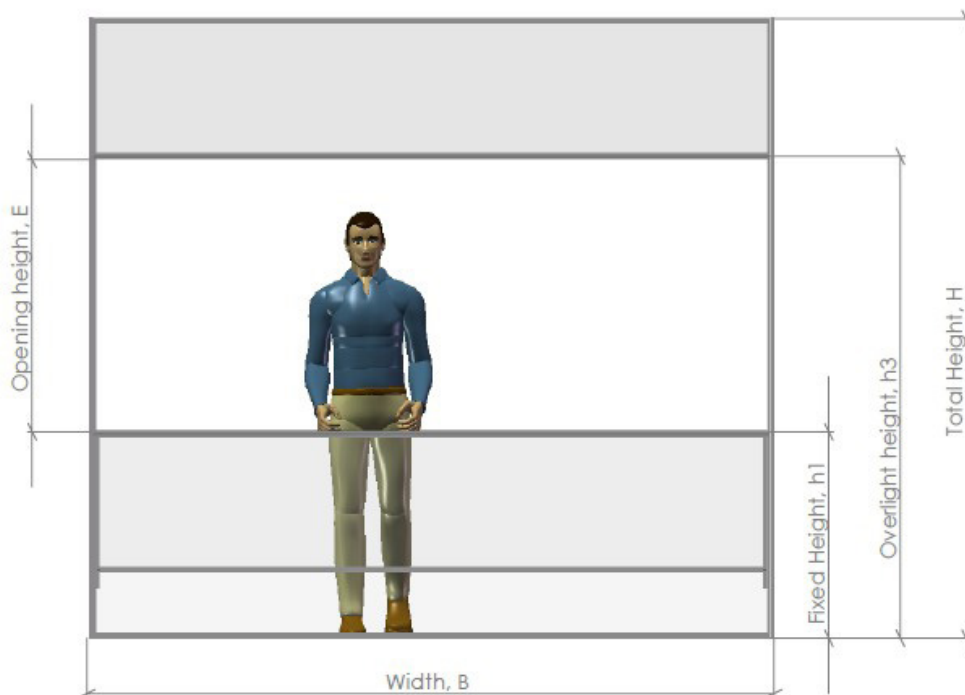 Opening height, E
Fixed Height, h1
Overlight height, h3
Total Height, H
Width, B